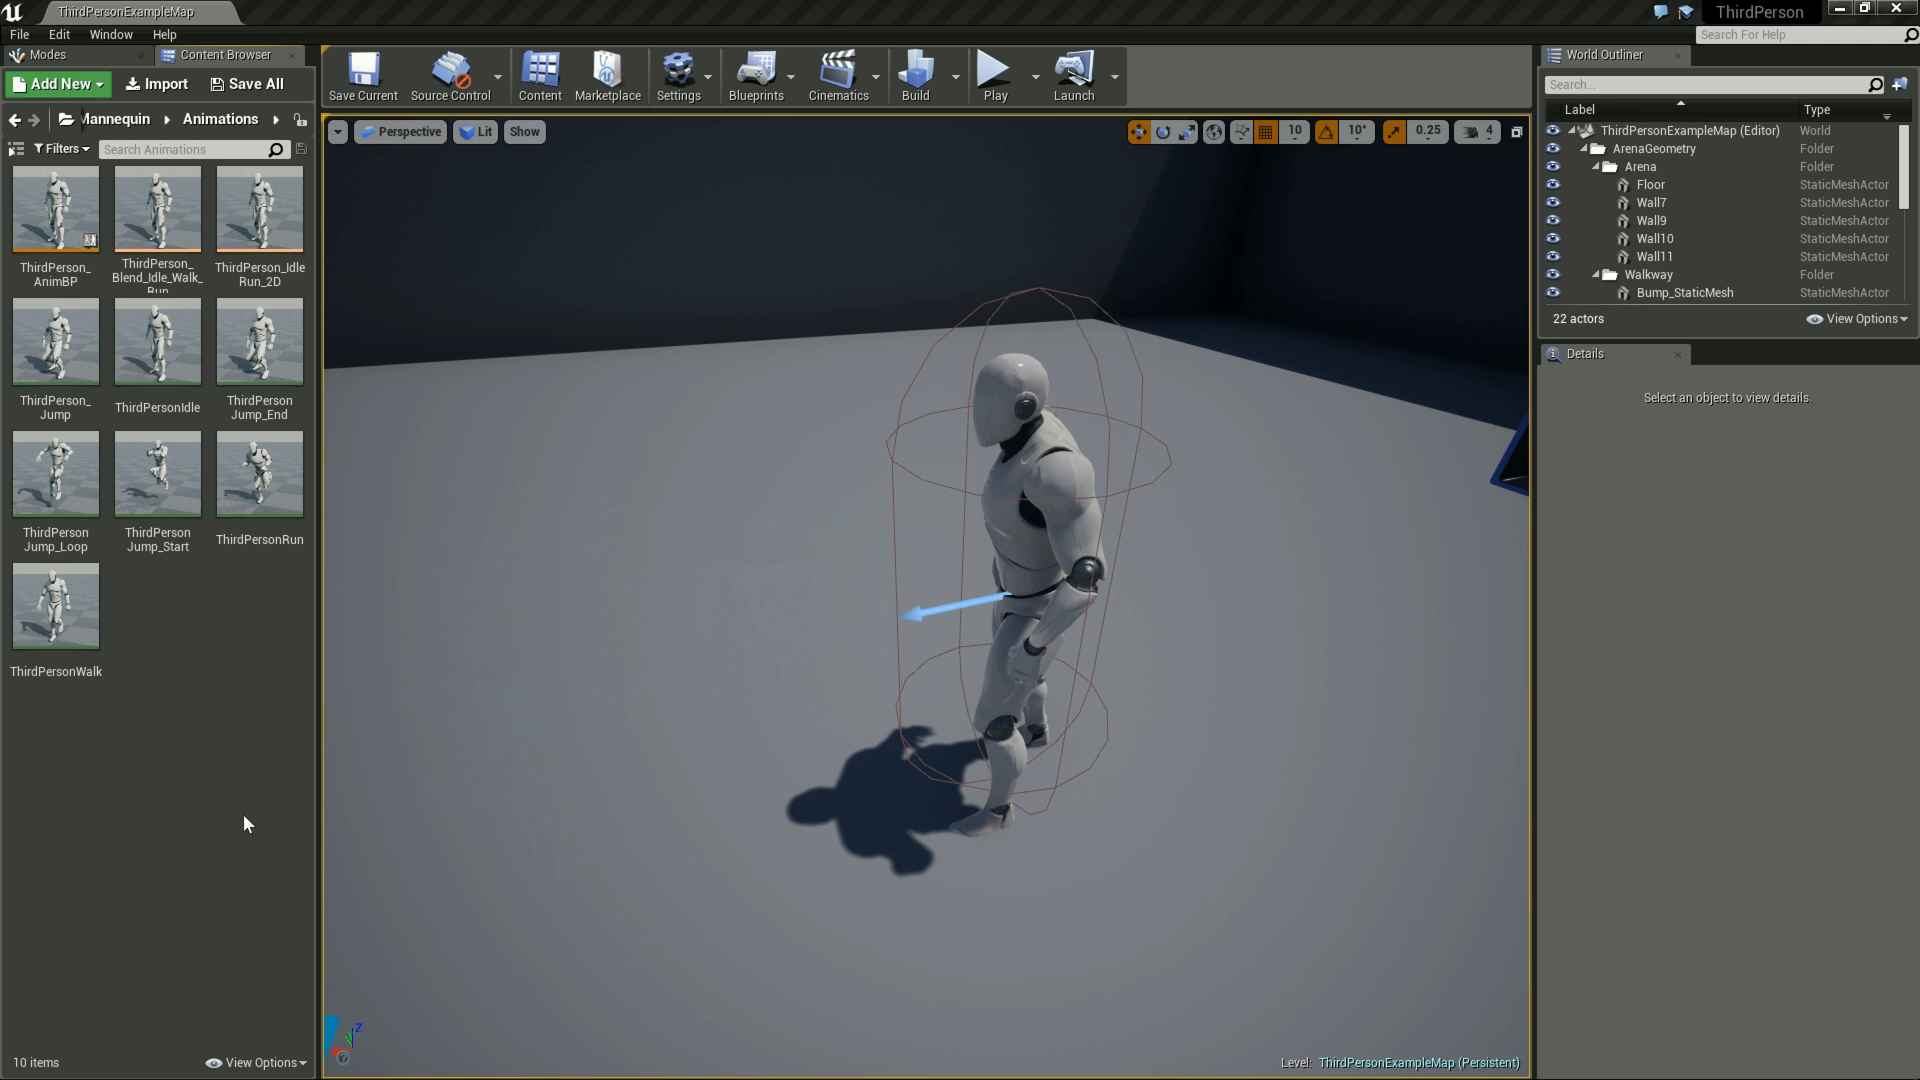 ThirdPersonExampleMap
ThirdPerson
File Edit Window Help
Search For Help
Modes
Content Browser
Add New
Import
Save All
Mannequin
Animations
Filters
Search Animations
ThirdPerson_
AnimBP
ThirdPerson_
Blend_Idle_Walk_
Run
ThirdPerson_Idle
Run_2D
ThirdPerson_
Jump
ThirdPersonIdle
ThirdPerson
Jump_End
ThirdPerson
Jump_Loop
ThirdPerson
Jump_Start
ThirdPersonRun
ThirdPersonWalk
10 items
View Options
Save Current
Source Control
Content
Marketplace
Settings
Blueprints
Cinematics
Build
Play
Launch
Perspective
Lit
Show
10
10°
0.25
4
Z
Level: ThirdPersonExampleMap (Persistent)
World Outliner
Search...
Label Type
ThirdPersonExampleMap (Editor) World
ArenaGeometry Folder
Arena Folder
Floor StaticMeshActor
Wall7 StaticMeshActor
Wall9 StaticMeshActor
Wall10 StaticMeshActor
Wall11 StaticMeshActor
Walkway Folder
Bump_StaticMesh StaticMeshActor
22 actors
View Options
Details
Select an object to view details.